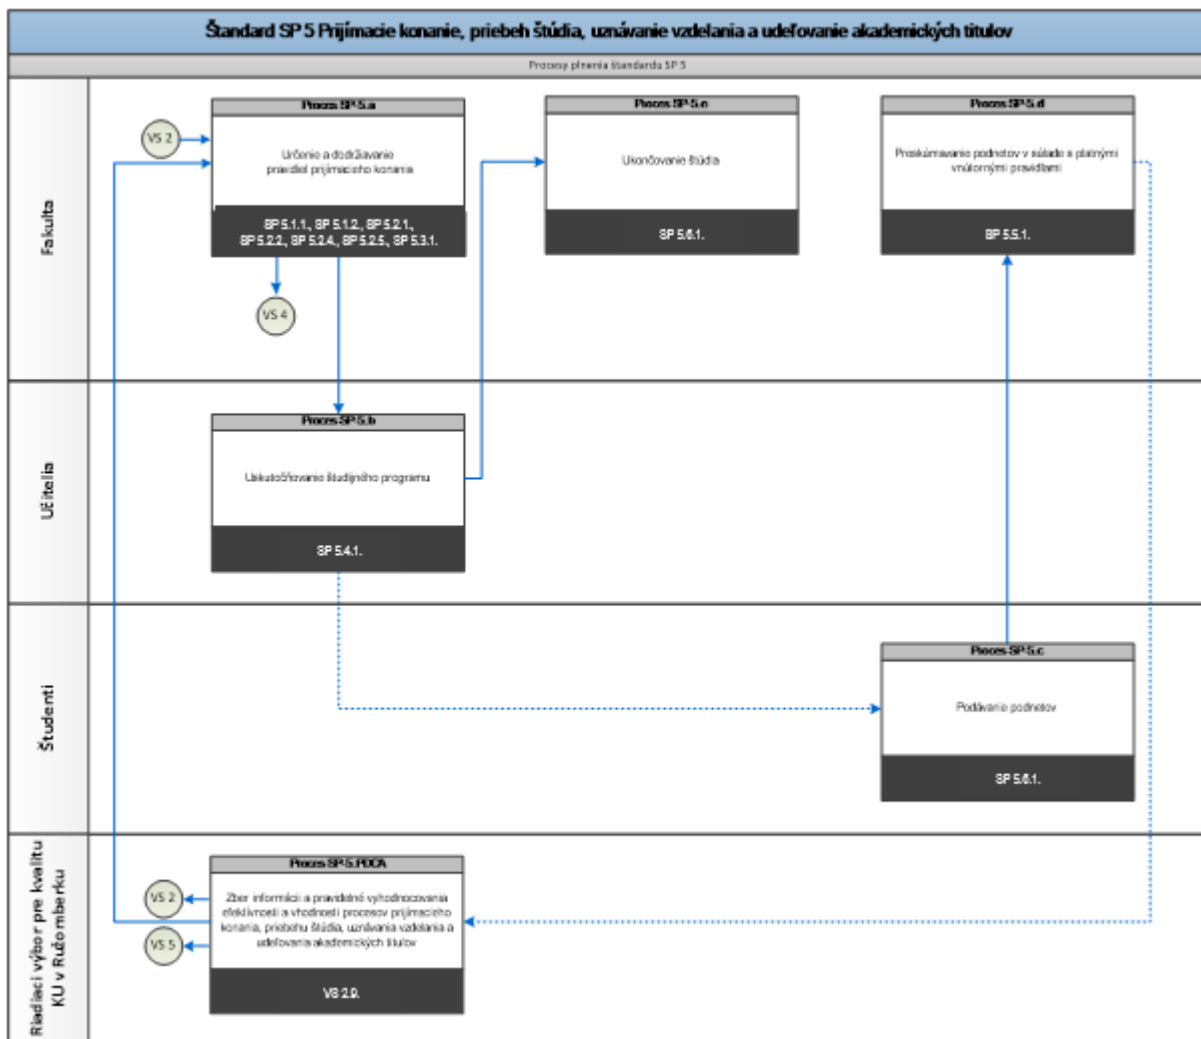 Štandard SP 5 Prijímacie konanie, priebeh štúdia, uznávanie vzdelania a udeľovanie akademických titulov
Procesy plnenia štandardu SP 5
Fakulta
Proces SP-5.a
VS 2
Určenie a dodržiavanie
pravidiel prijímacieho konania
SP 5.1.1., SP 5.1.2., SP 5.2.1.,
SP 5.2.2., SP 5.2.4., SP 5.2.5., SP 5.3.1.
VS 4
Proces SP-5.e
Ukončovanie štúdia
SP 5.6.1.
Proces SP-5.d
Preskúmavanie podnetov v súlade s platnými
vnútornými pravidlami
SP 5.5.1.
Učitelia
Proces SP-5.b
Uskutočňovanie študijného programu
SP 5.4.1.
Študenti
Proces SP-5.c
Podávanie podnetov
SP 5.6.1.
Riadiaci výbor pre kvalitu
KU v Ružomberku
Proces SP-5.PDCA
VS 2
VS 5
Zber informácií a pravidelné vyhodnocovania
efektívnosti a vhodnosti procesov prijímacieho
konania, priebehu štúdia, uznávania vzdelania a
udeľovania akademických titulov
VS 2.9.